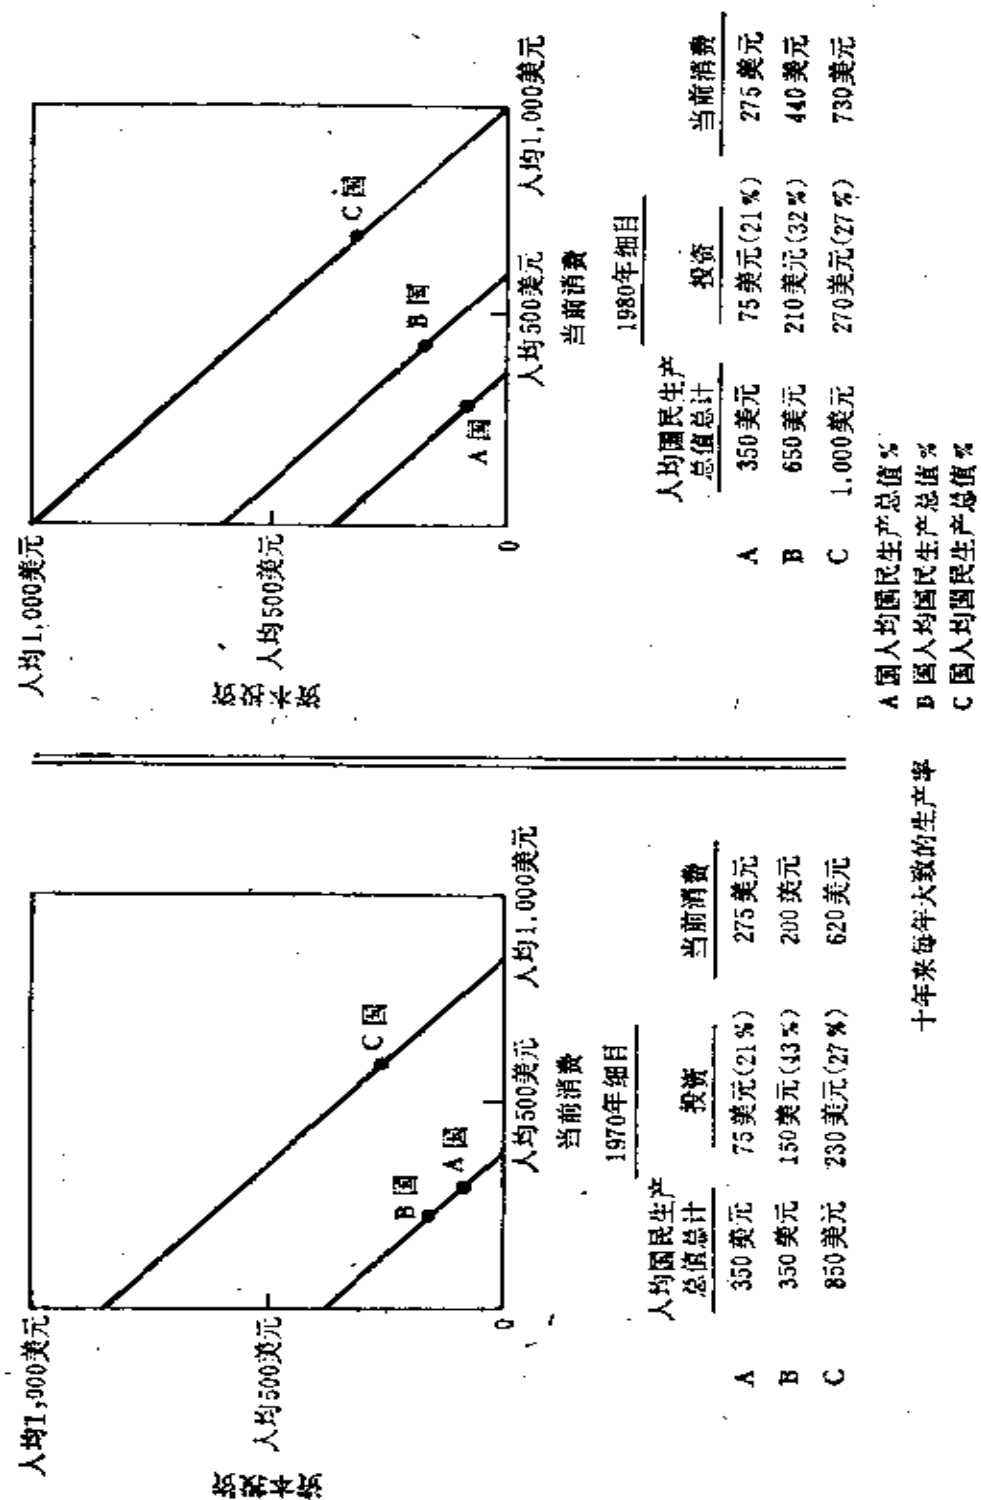 人均1,000美元
资本投资
人均500美元
0
C国
B国
A国
人均500美元
人均1,000美元
当前消费
1970年细目
人均国民生产
总值总计
投资
当前消费
A 350美元 75美元(21%) 275美元
B 350美元 150美元(43%) 200美元
C 850美元 230美元(27%) 620美元
人均1,000美元
资本投资
人均500美元
0
C国
B国
A国
人均500美元
人均1,000美元
当前消费
1980年细目
人均国民生产
总值总计
投资
当前消费
A 350美元 75美元(21%) 275美元
B 650美元 210美元(32%) 440美元
C 1,000美元 270美元(27%) 730美元
十年来每年大致的生产率
A国人均国民生产总值%
B国人均国民生产总值%
C国人均国民生产总值%